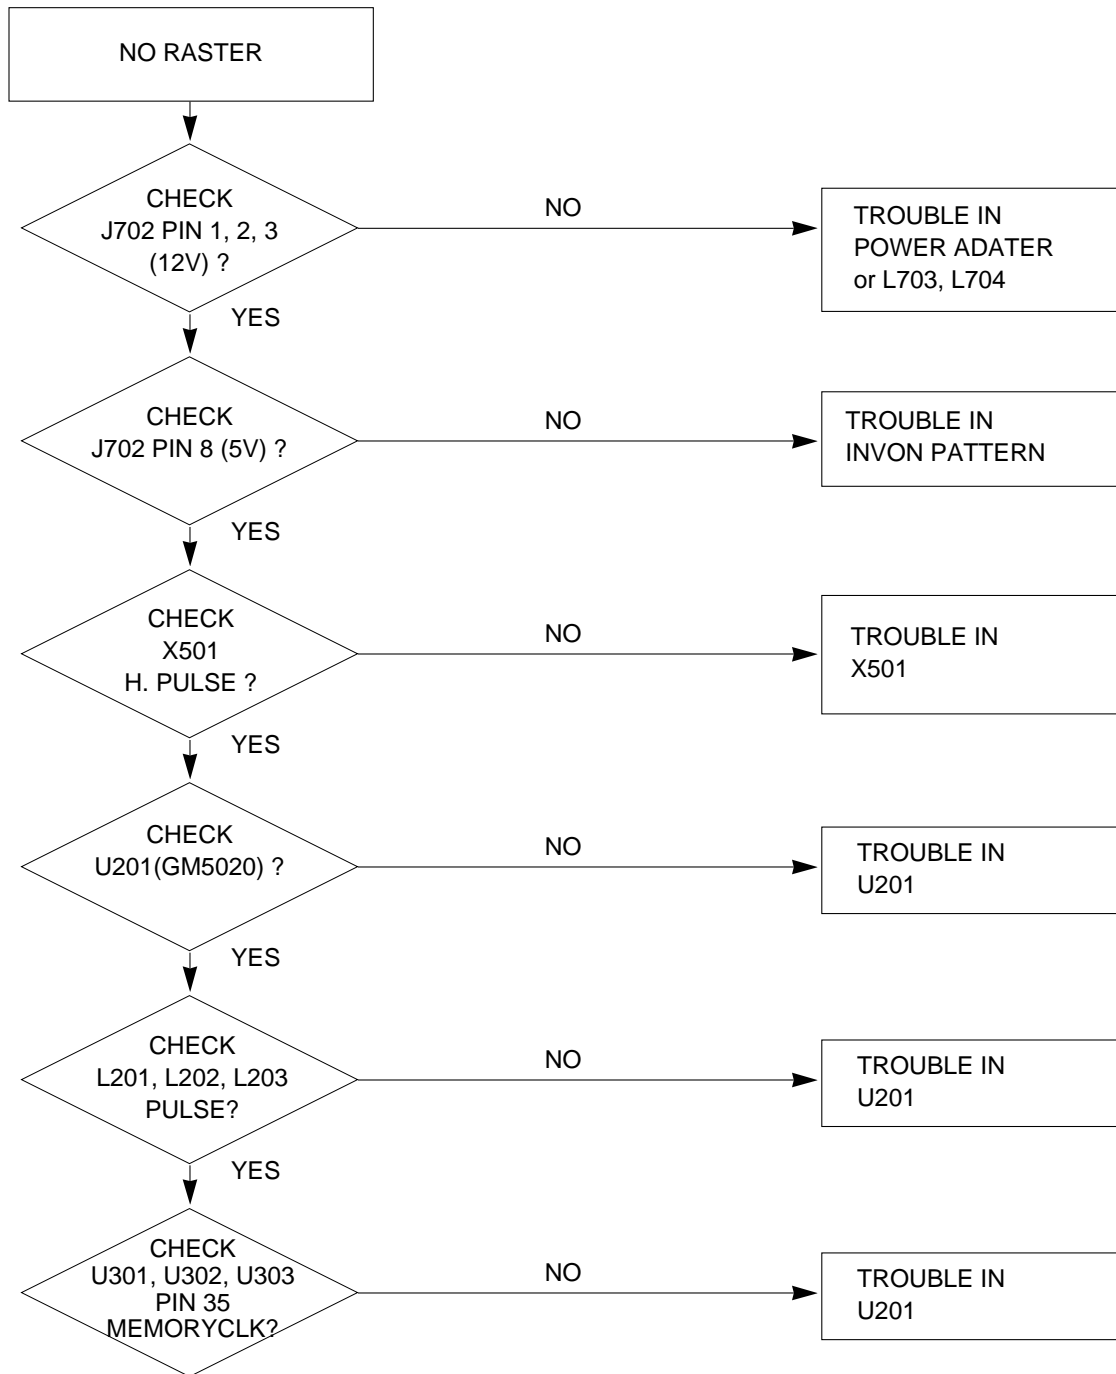 NO RASTER
CHECK
J702 PIN 1, 2, 3
(12V) ?
NO
TROUBLE IN
POWER ADATER
or L703, L704
YES
CHECK
J702 PIN 8 (5V) ?
NO
TROUBLE IN
INVON PATTERN
YES
CHECK
X501
H. PULSE ?
NO
TROUBLE IN
X501
YES
CHECK
U201(GM5020) ?
NO
TROUBLE IN
U201
YES
CHECK
L201, L202, L203
PULSE?
NO
TROUBLE IN
U201
YES
CHECK
U301, U302, U303
PIN 35
MEMORYCLK?
NO
TROUBLE IN
U201